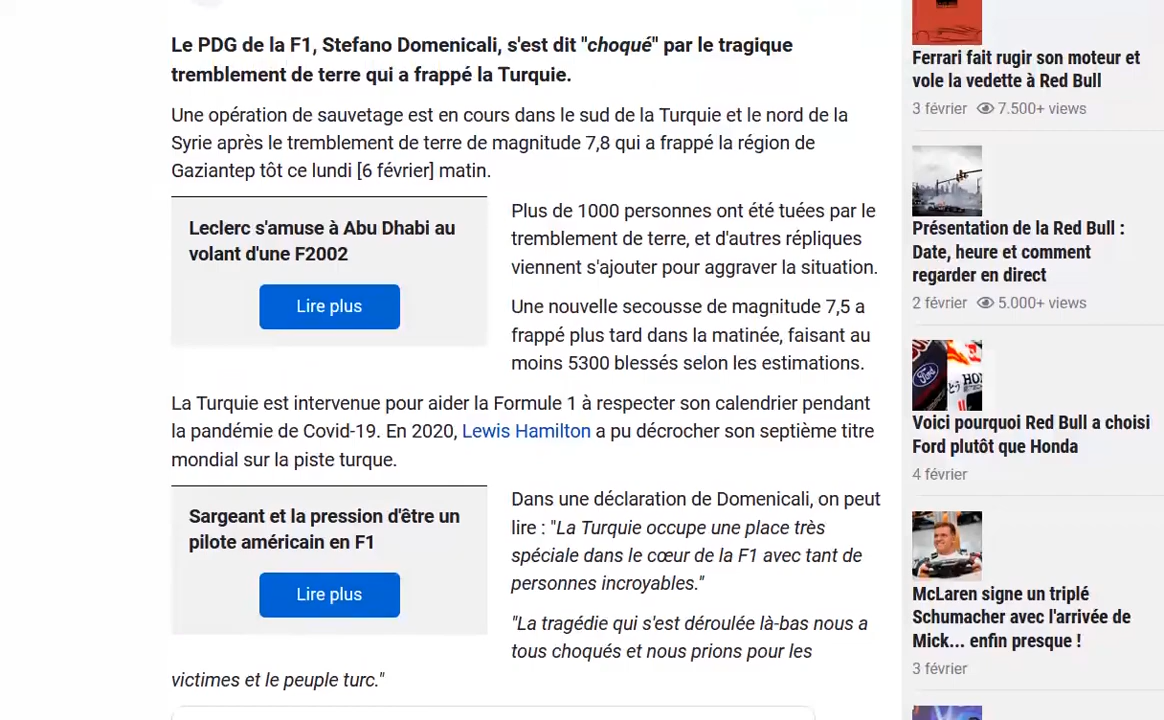 Le PDG de la F1, Stefano Domenicali, s'est dit "choqué" par le tragique
tremblement de terre qui a frappé la Turquie.
Une opération de sauvetage est en cours dans le sud de la Turquie et le nord de la
Syrie après le tremblement de terre de magnitude 7,8 qui a frappé la région de
Gaziantep tôt ce lundi [6 février] matin.
Leclerc s'amuse à Abu Dhabi au
volant d'une F2002
Lire plus
Plus de 1000 personnes ont été tuées par le
tremblement de terre, et d'autres répliques
viennent s'ajouter pour aggraver la situation.
Une nouvelle secousse de magnitude 7,5 a
frappé plus tard dans la matinée, faisant au
moins 5300 blessés selon les estimations.
La Turquie est intervenue pour aider la Formule 1 à respecter son calendrier pendant
la pandémie de Covid-19. En 2020, Lewis Hamilton a pu décrocher son septième titre
mondial sur la piste turque.
Sargeant et la pression d'être un
pilote américain en F1
Lire plus
Dans une déclaration de Domenicali, on peut
lire : "La Turquie occupe une place très
spéciale dans le cœur de la F1 avec tant de
personnes incroyables."
"La tragédie qui s'est déroulée là-bas nous a
tous choqués et nous prions pour les
victimes et le peuple turc."
Ferrari fait rugir son moteur et
vole la vedette à Red Bull
3 février 7.500+ views
Présentation de la Red Bull :
Date, heure et comment
regarder en direct
2 février 5.000+ views
Ford
HO
Voici pourquoi Red Bull a choisi
Ford plutôt que Honda
4 février
McLaren signe un triplé
Schumacher avec l'arrivée de
Mick... enfin presque !
3 février